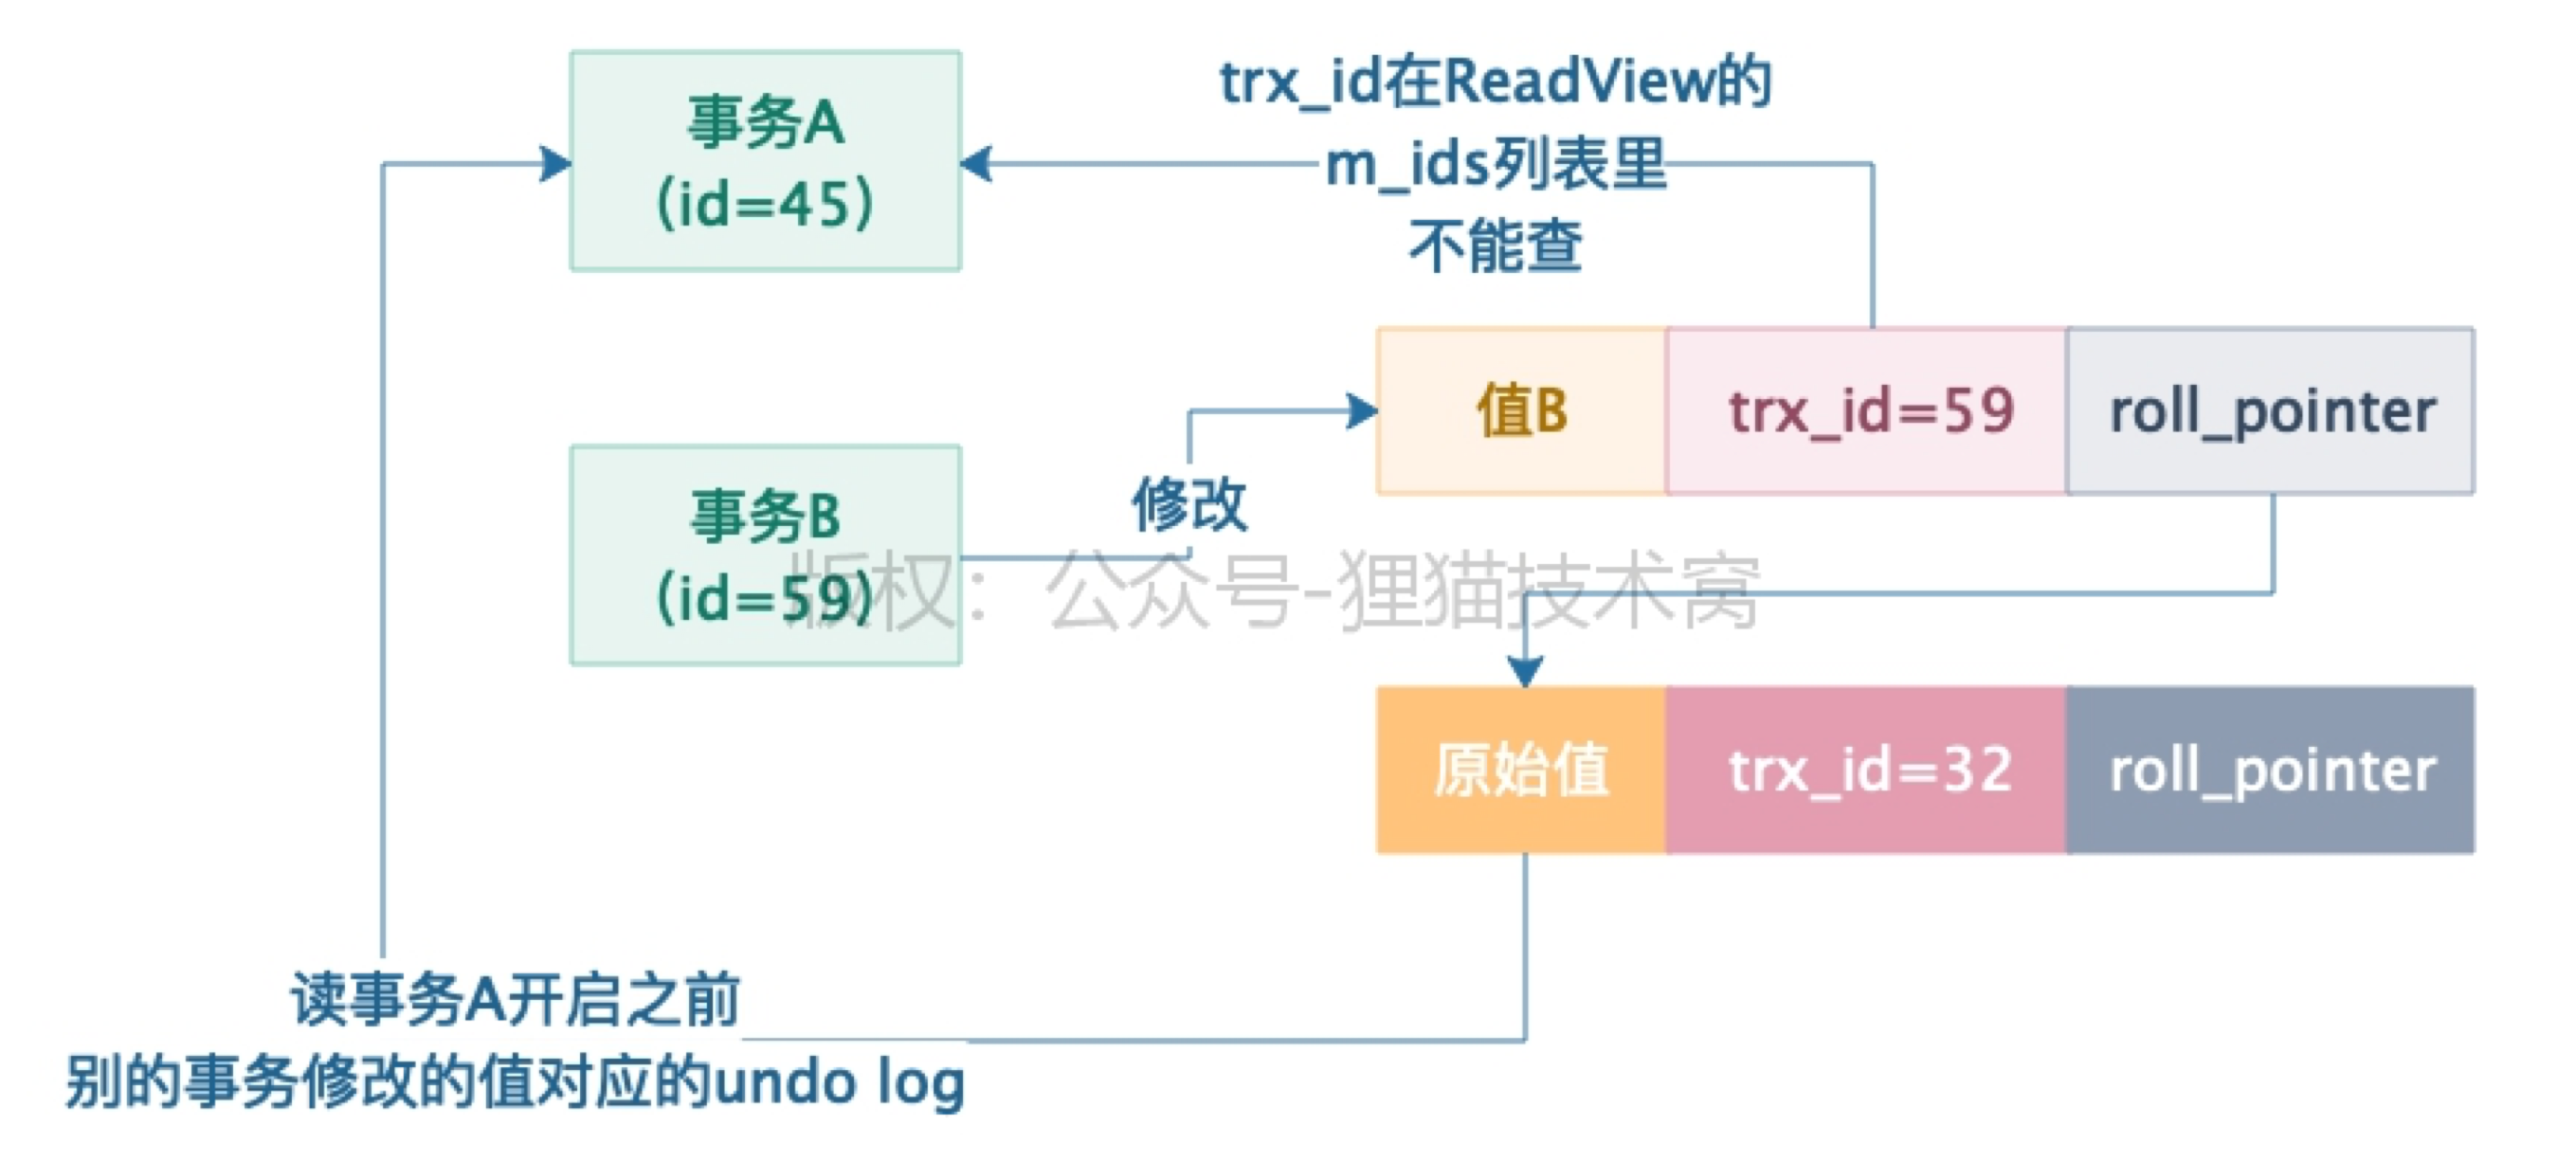 事务A
(id=45)
trx_id在ReadView的
m_ids列表里
不能查
值B
trx_id=59
roll_pointer
修改
事务B
(id=59)
版权：公众号-狸猫技术窝
原始值
trx_id=32
roll_pointer
读事务A开启之前
别的事务修改的值对应的undo log